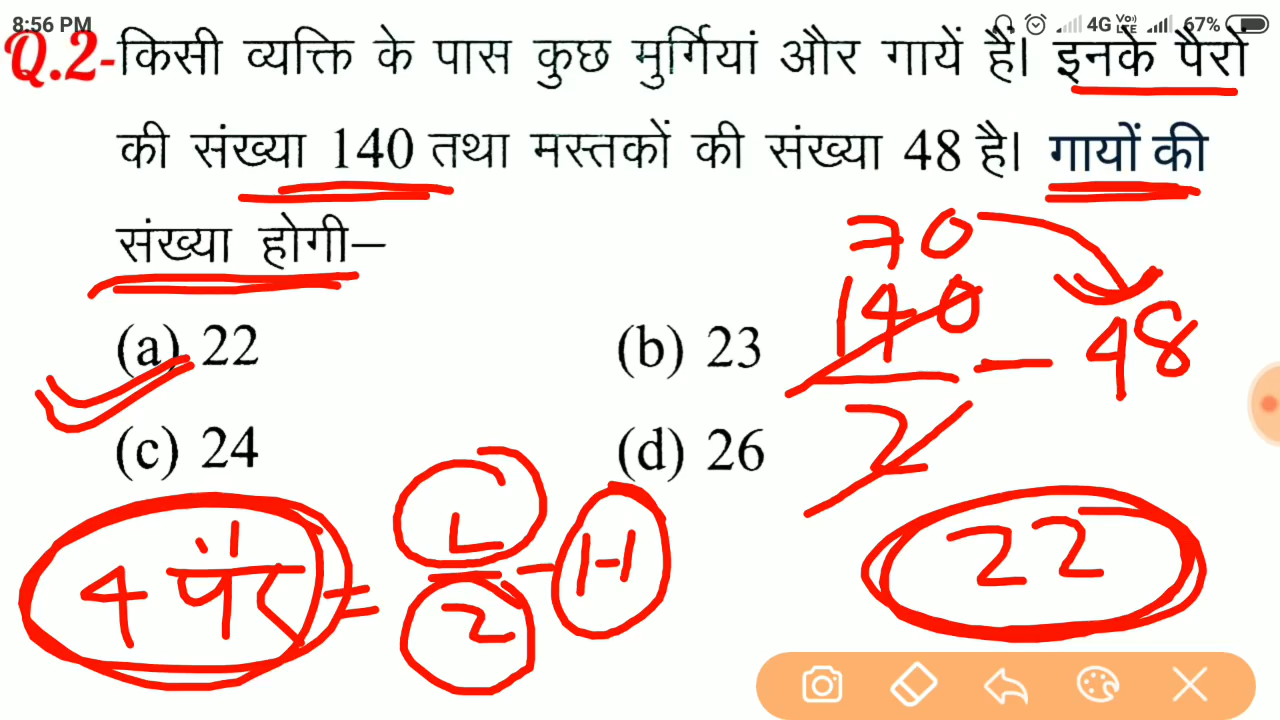 8:56 PM 4G VoLTE 67%
Q.2-किसी व्यक्ति के पास कुछ मुर्गियां और गायें हैं। इनके पैरों
की संख्या 140 तथा मस्तकों की संख्या 48 है। गायों की
संख्या होगी–
70
140 — 48
2
(a) 22 (b) 23
(c) 24 (d) 26
4 पैर = L/2 - H
22